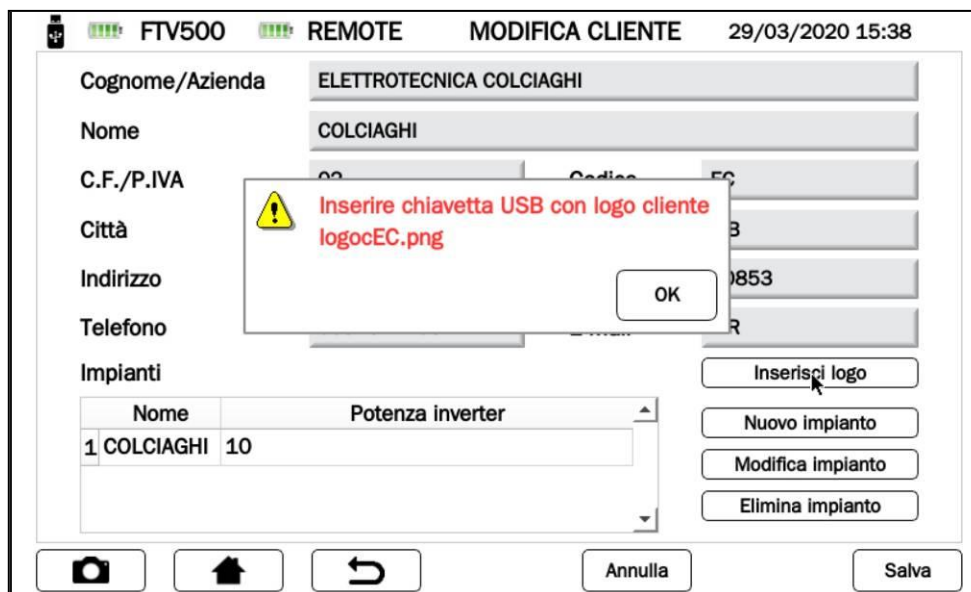 FTV500 REMOTE MODIFICA CLIENTE 29/03/2020 15:38
Cognome/Azienda ELETTROTECNICA COLCIAGHI
Nome COLCIAGHI
C.F./P.IVA
Inserire chiavetta USB con logo cliente
logocEC.png
OK
Città
Indirizzo 0853
Telefono
Impianti Inserisci logo
Nome Potenza inverter
1 COLCIAGHI 10
Nuovo impianto
Modifica impianto
Elimina impianto
Annulla Salva